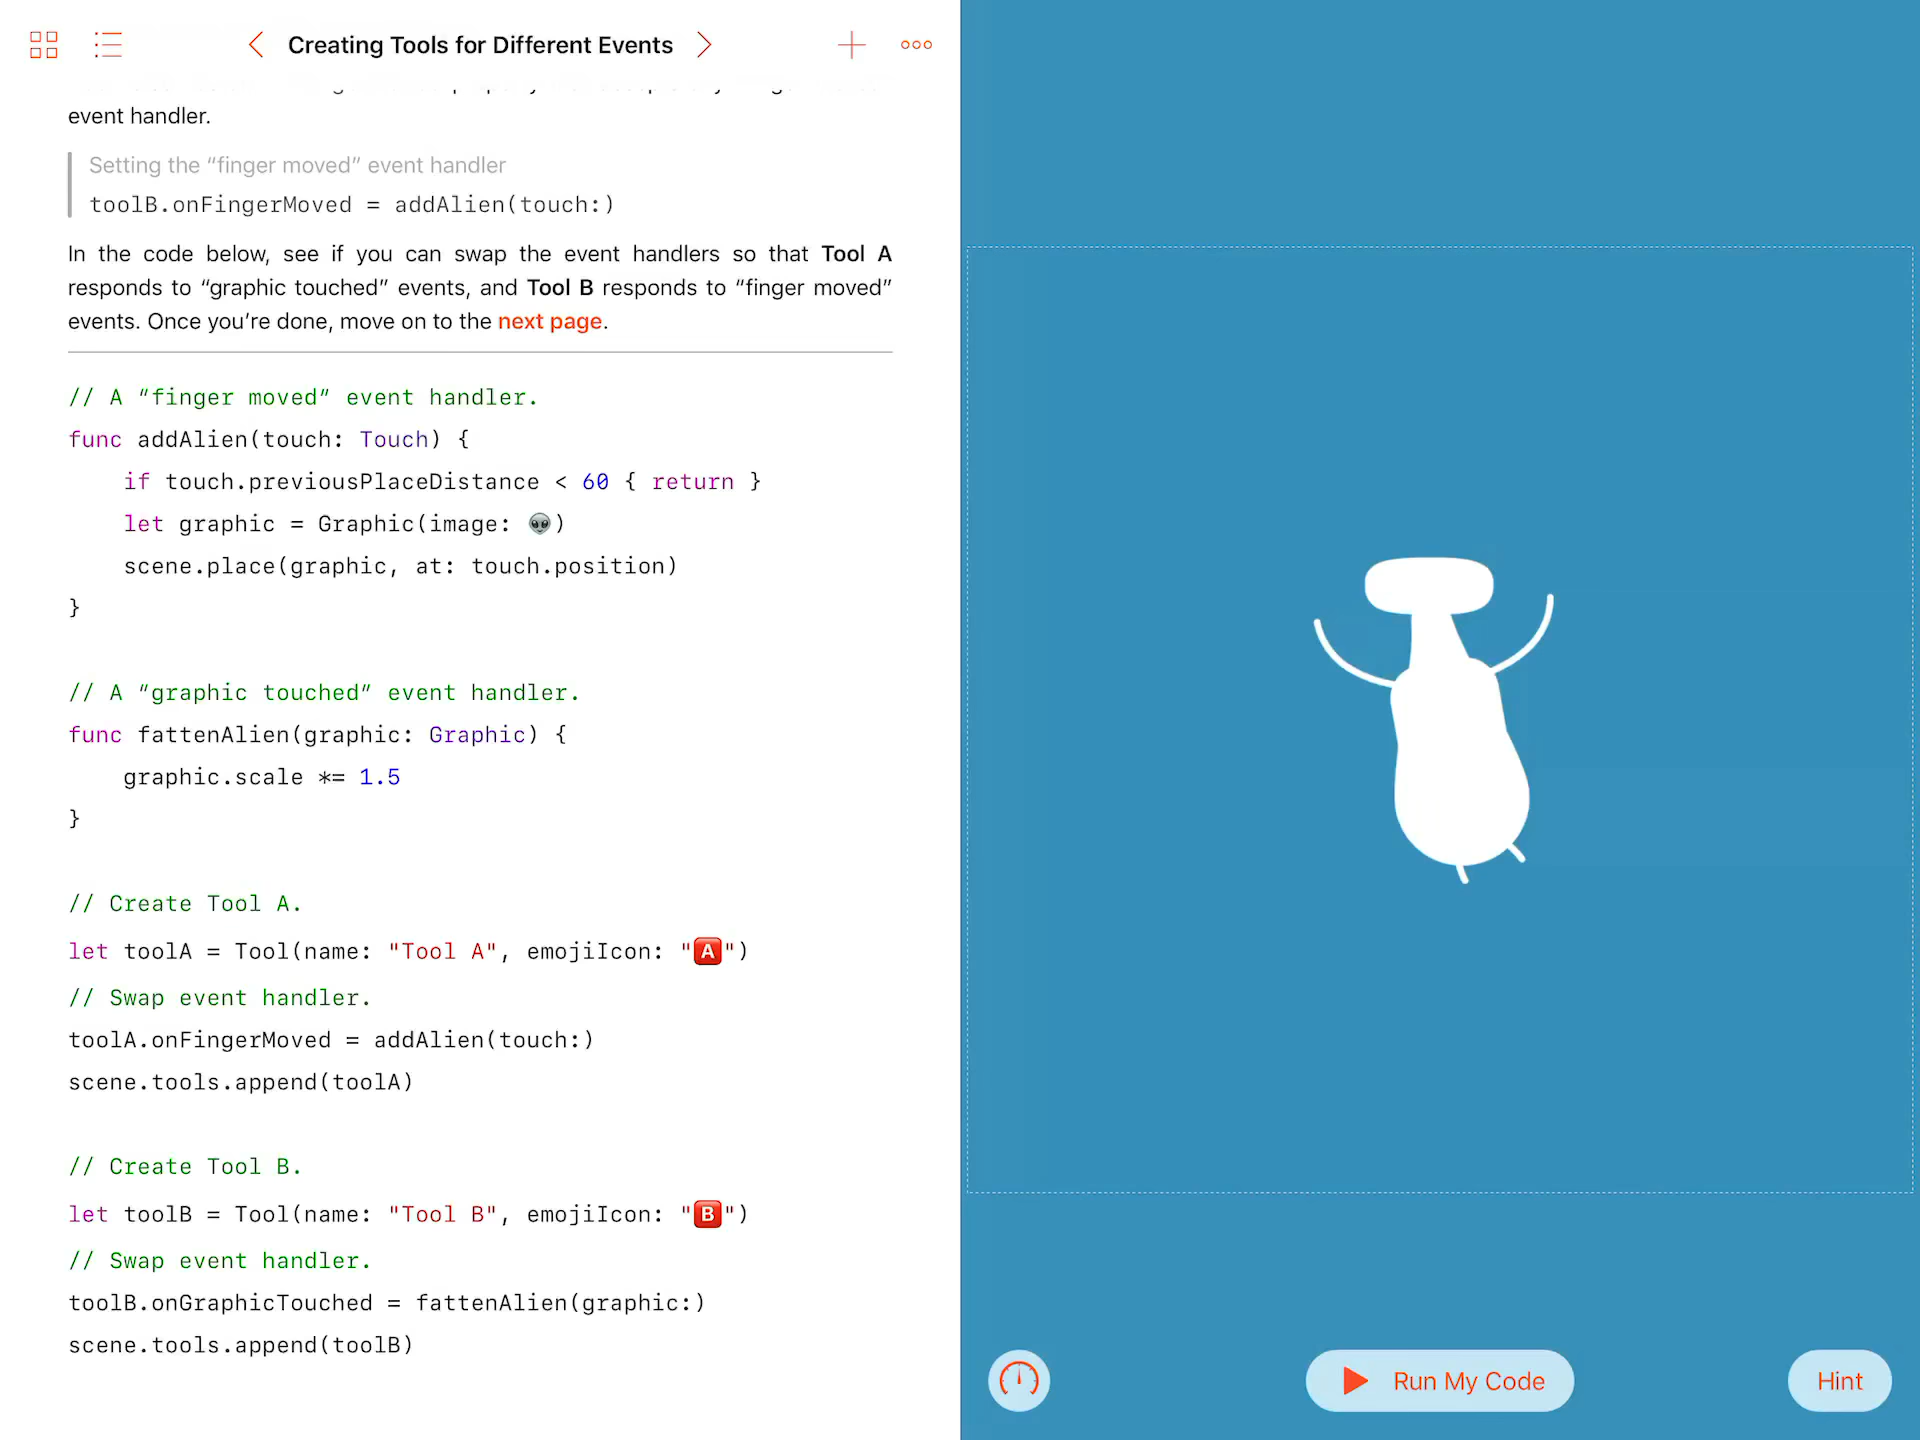 Creating Tools for Different Events
event handler.
Setting the “finger moved” event handler
toolB.onFingerMoved = addAlien(touch:)
In the code below, see if you can swap the event handlers so that Tool A
responds to “graphic touched” events, and Tool B responds to “finger moved”
events. Once you’re done, move on to the next page.
// A “finger moved” event handler.
func addAlien(touch: Touch) {
if touch.previousPlaceDistance < 60 { return }
let graphic = Graphic(image: 👽)
scene.place(graphic, at: touch.position)
}
// A “graphic touched” event handler.
func fattenAlien(graphic: Graphic) {
graphic.scale *= 1.5
}
// Create Tool A.
let toolA = Tool(name: "Tool A", emojiIcon: "🅰")
// Swap event handler.
toolA.onFingerMoved = addAlien(touch:)
scene.tools.append(toolA)
// Create Tool B.
let toolB = Tool(name: "Tool B", emojiIcon: "🅱")
// Swap event handler.
toolB.onGraphicTouched = fattenAlien(graphic:)
scene.tools.append(toolB)
Run My Code
Hint